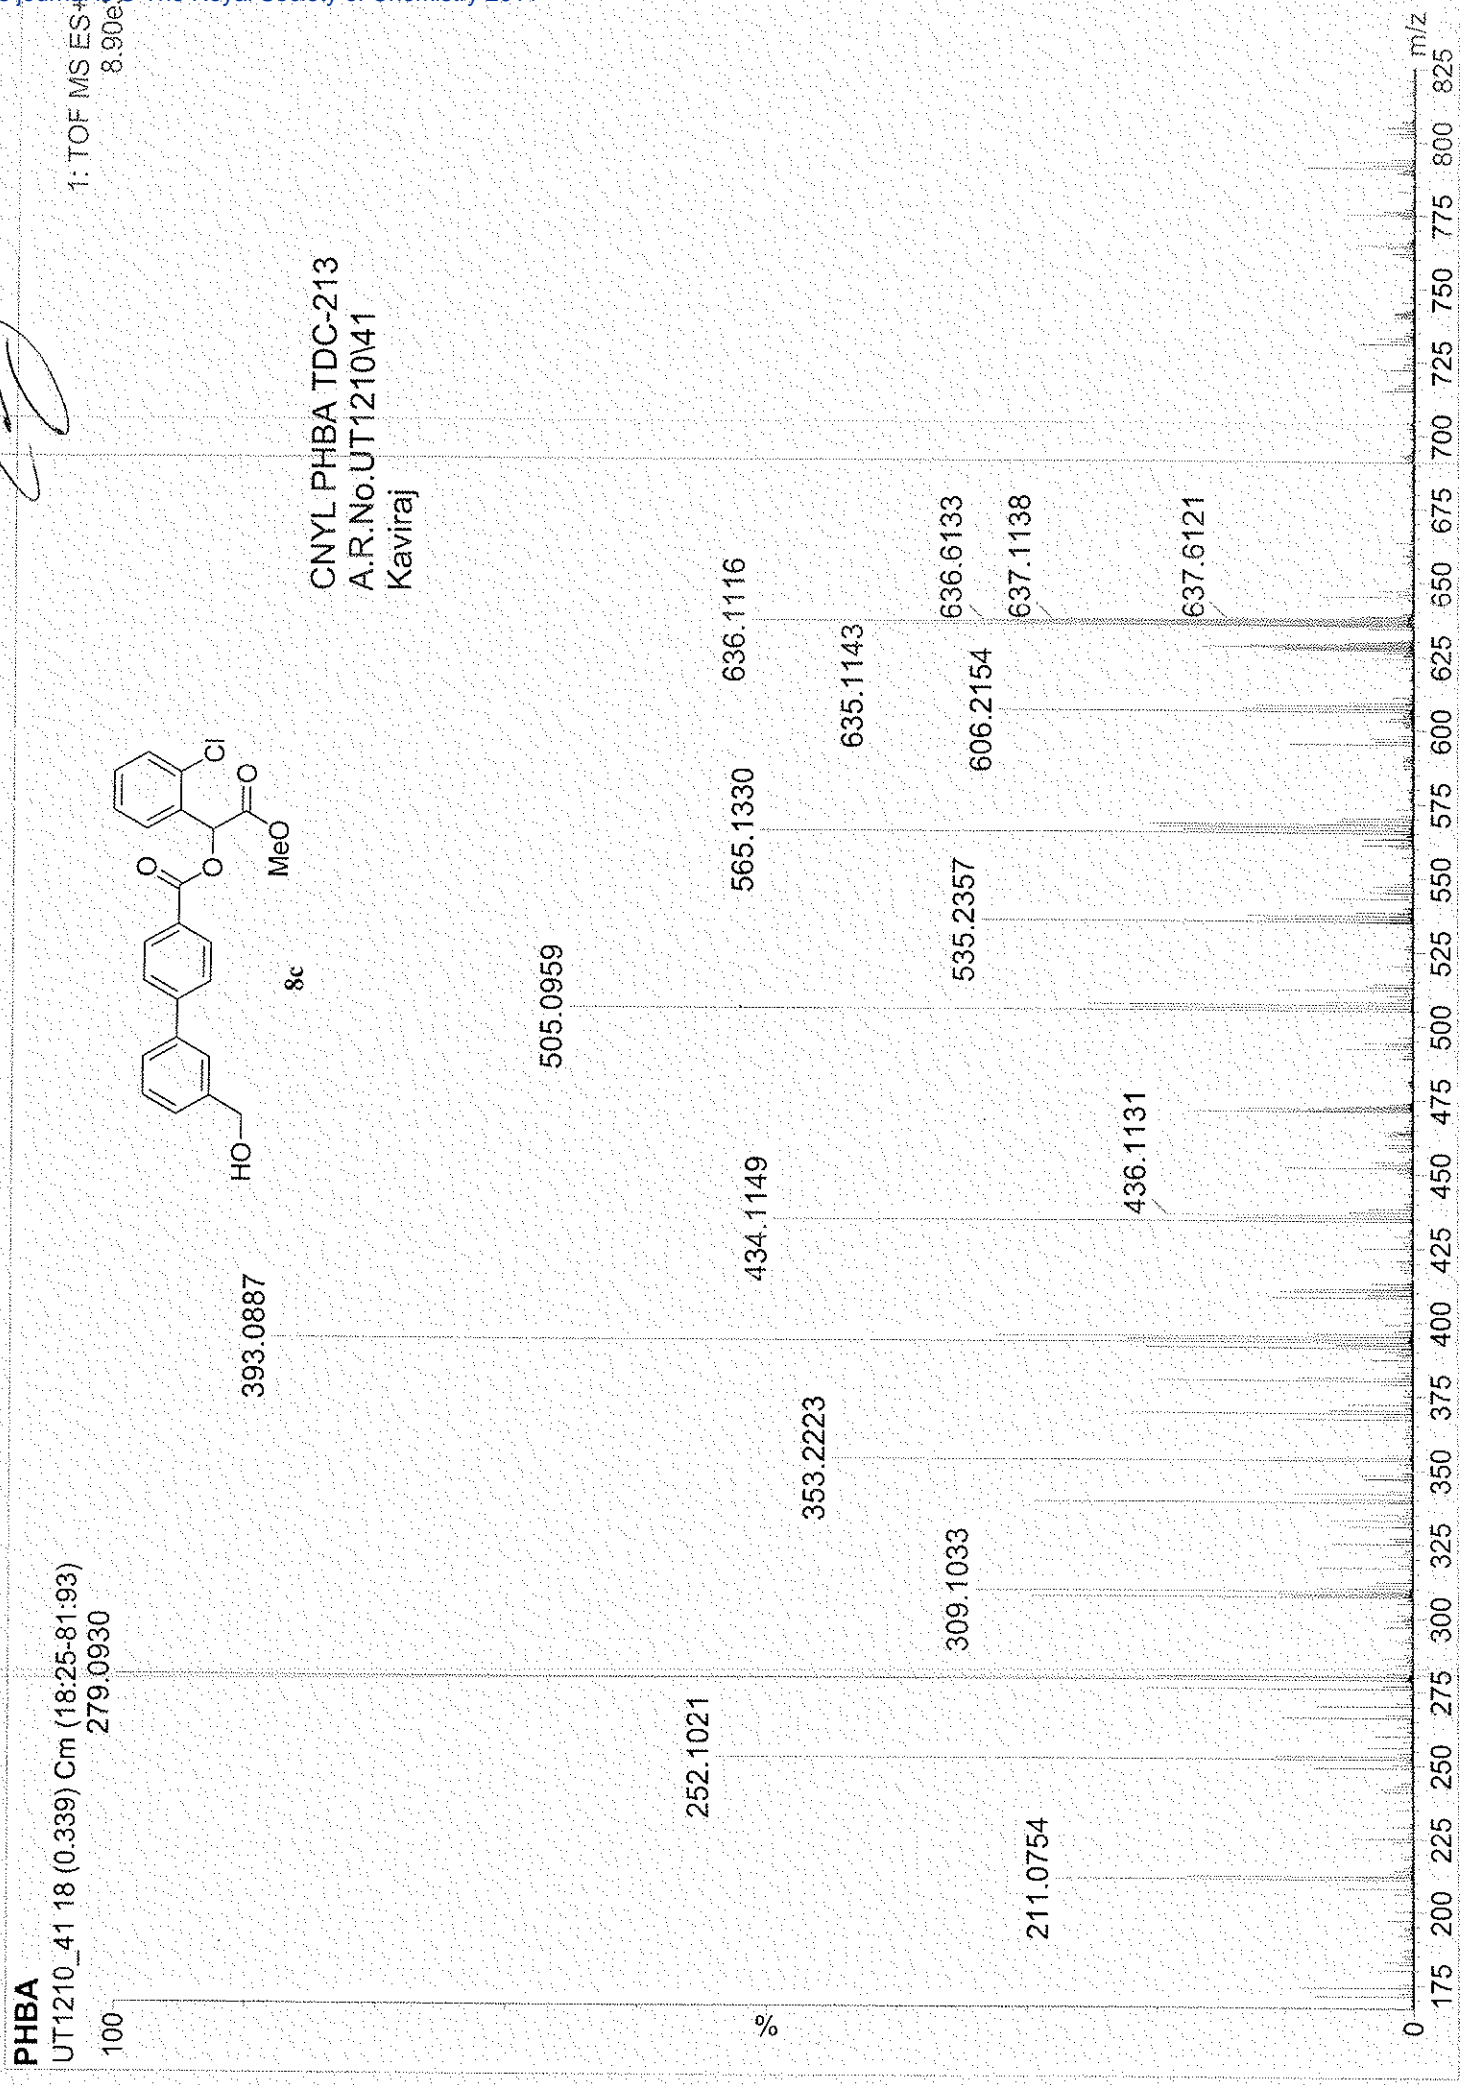 PHBA
UT1210_41 18 (0.339) Cm (18:25-81:93)
1: TOF MS ES+
8.90e
279.0930
100
%
0
CNYL PHBA TDC-213
A.R.No.UT1210\41
Kaviraj
HO
O
O
Cl
O
MeO
8c
211.0754
252.1021
309.1033
353.2223
393.0887
434.1149
436.1131
505.0959
535.2357
565.1330
606.2154
635.1143
636.1116
636.6133
637.1138
637.6121
175 200 225 250 275 300 325 350 375 400 425 450 475 500 525 550 575 600 625 650 675 700 725 750 775 800 825
m/z